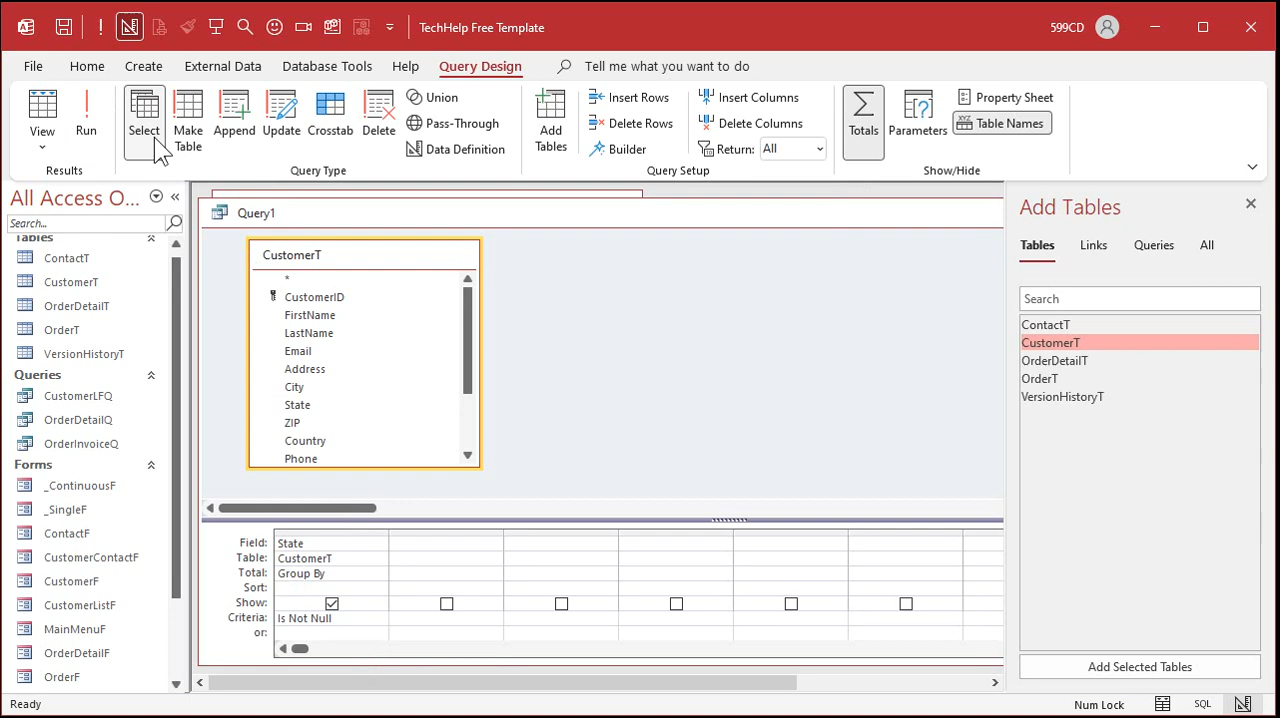 TechHelp Free Template
599CD
File
Home
Create
External Data
Database Tools
Help
Query Design
Tell me what you want to do
View
Run
Results
Select
Make
Table
Append
Update
Crosstab
Delete
Union
Pass-Through
Data Definition
Query Type
Add
Tables
Insert Rows
Delete Rows
Builder
Insert Columns
Delete Columns
Return: All
Query Setup
Totals
Parameters
Property Sheet
Table Names
Show/Hide
All Access O...
Search...
Tables
ContactT
CustomerT
OrderDetailT
OrderT
VersionHistoryT
Queries
CustomerLFQ
OrderDetailQ
OrderInvoiceQ
Forms
_ContinuousF
_SingleF
ContactF
CustomerContactF
CustomerF
CustomerListF
MainMenuF
OrderDetailF
OrderF
Query1
CustomerT
*
CustomerID
FirstName
LastName
Email
Address
City
State
ZIP
Country
Phone
Field: State
Table: CustomerT
Total: Group By
Sort:
Show:
Criteria: Is Not Null
or:
Add Tables
Tables
Links
Queries
All
Search
ContactT
CustomerT
OrderDetailT
OrderT
VersionHistoryT
Add Selected Tables
Ready
Num Lock
SQL